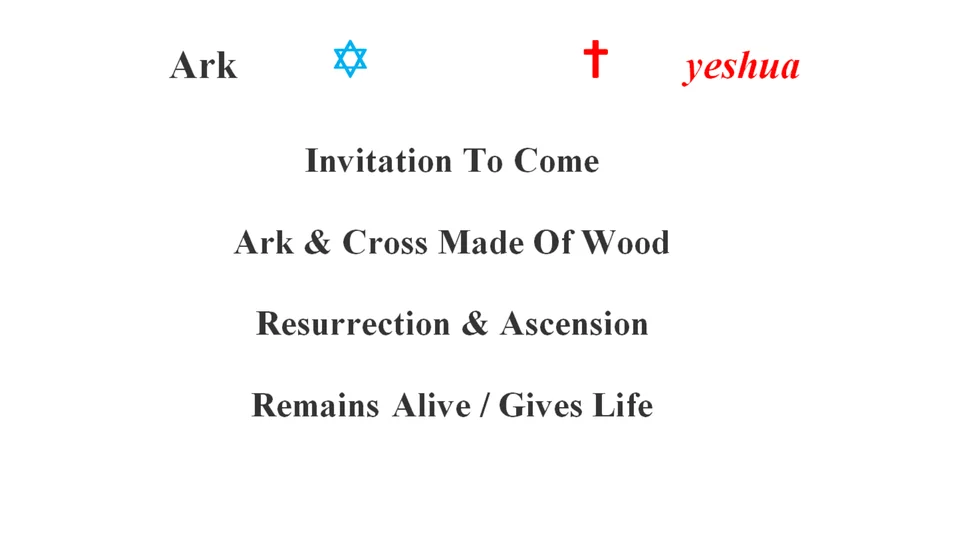 Ark ✡ ✝ yeshua
Invitation To Come
Ark & Cross Made Of Wood
Resurrection & Ascension
Remains Alive / Gives Life